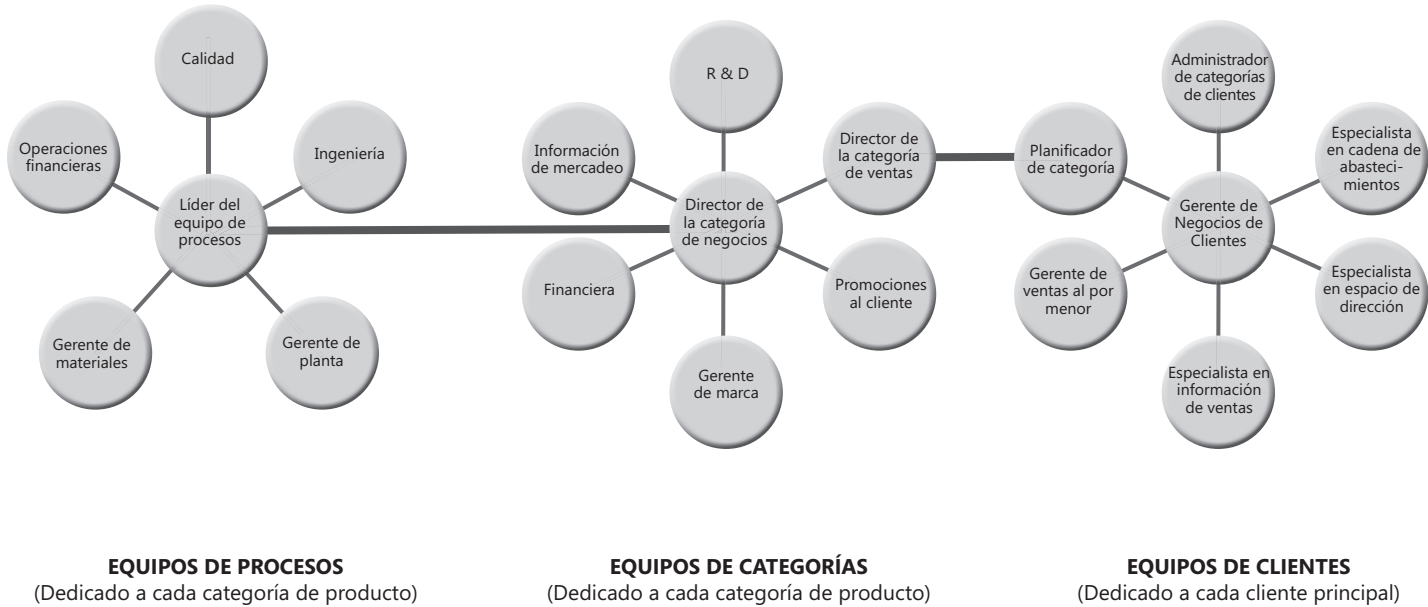 Calidad
Operaciones
financieras
Ingeniería
Líder del
equipo de
procesos
Gerente de
materiales
Gerente de
planta
R & D
Información
de mercadeo
Director de
la categoría
de ventas
Director de
la categoría
de negocios
Financiera
Promociones
al cliente
Gerente
de marca
Administrador
de categorías
de clientes
Planificador
de categoría
Especialista
en cadena de
abasteci-
mientos
Gerente de
Negocios de
Clientes
Gerente de
ventas al por
menor
Especialista
en espacio de
dirección
Especialista en
información
de ventas
EQUIPOS DE PROCESOS
(Dedicado a cada categoría de producto)
EQUIPOS DE CATEGORÍAS
(Dedicado a cada categoría de producto)
EQUIPOS DE CLIENTES
(Dedicado a cada cliente principal)